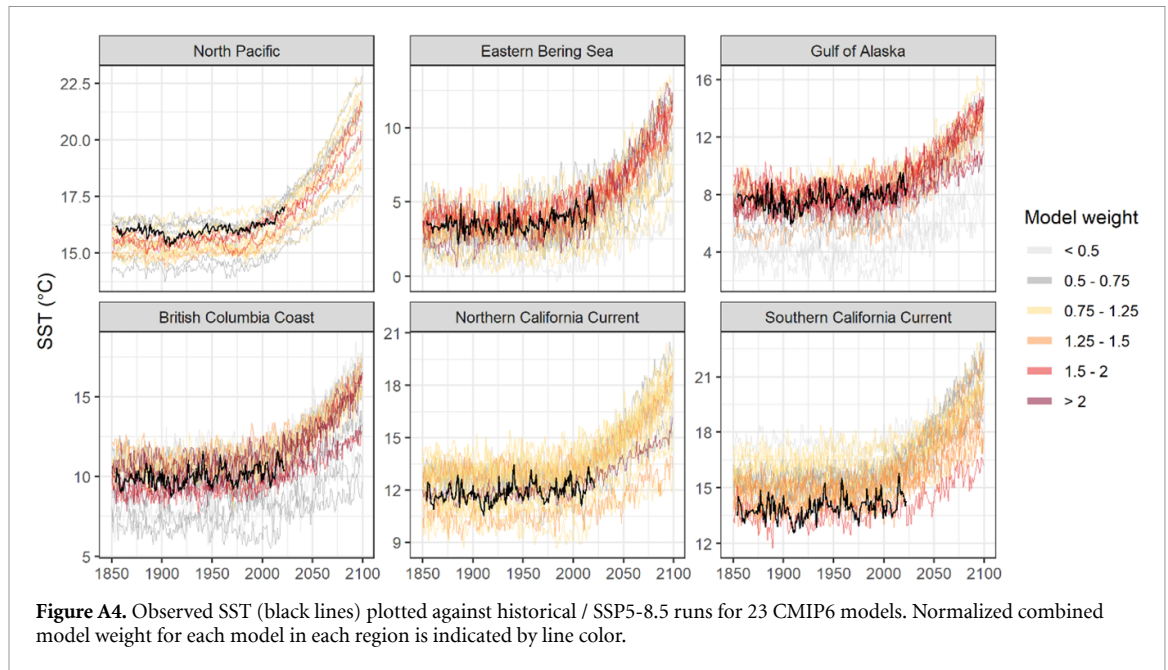 North Pacific
Eastern Bering Sea
Gulf of Alaska
22.5
20.0
17.5
15.0
10
5
0
16
12
8
4
SST (°C)
British Columbia Coast
Northern California Current
Southern California Current
15
10
5
21
18
15
12
9
21
18
15
12
1850 1900 1950 2000 2050 2100
1850 1900 1950 2000 2050 2100
1850 1900 1950 2000 2050 2100
Model weight
< 0.5
0.5 - 0.75
0.75 - 1.25
1.25 - 1.5
1.5 - 2
> 2
Figure A4. Observed SST (black lines) plotted against historical / SSP5-8.5 runs for 23 CMIP6 models. Normalized combined
model weight for each model in each region is indicated by line color.